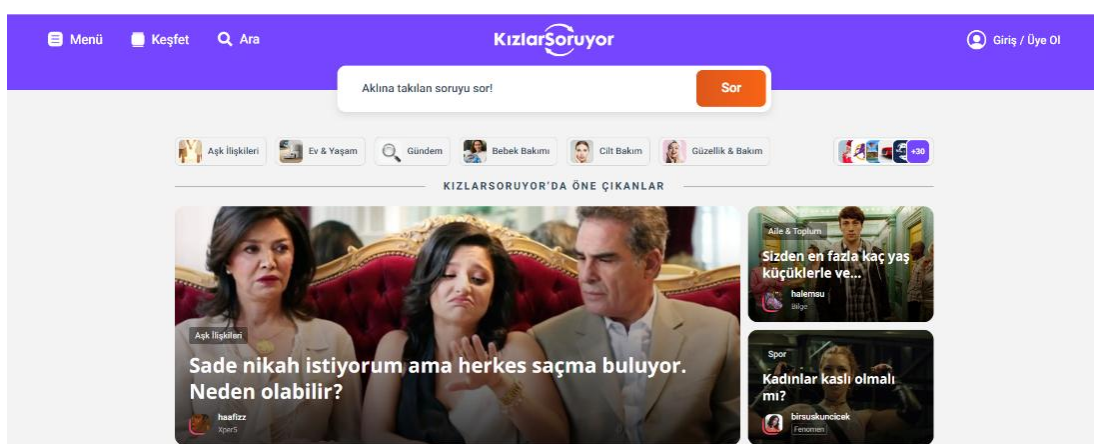 Menü
Keşfet
Ara
KızlarSoruyor
Giriş / Üye Ol
Aklına takılan soruyu sor!
Sor
Aşk İlişkileri
Ev & Yaşam
Gündem
Bebek Bakımı
Cilt Bakım
Güzellik & Bakım
+30
KIZLARSORUYOR'DA ÖNE ÇIKANLAR
Aşk İlişkileri
Sade nikah istiyorum ama herkes saçma buluyor.
Neden olabilir?
haafizz
Xper5
Aile & Toplum
Sizden en fazla kaç yaş
küçüklerle ve...
halemsu
Bilge
Spor
Kadınlar kaslı olmalı
mı?
birsuskuncicek
Fenomen